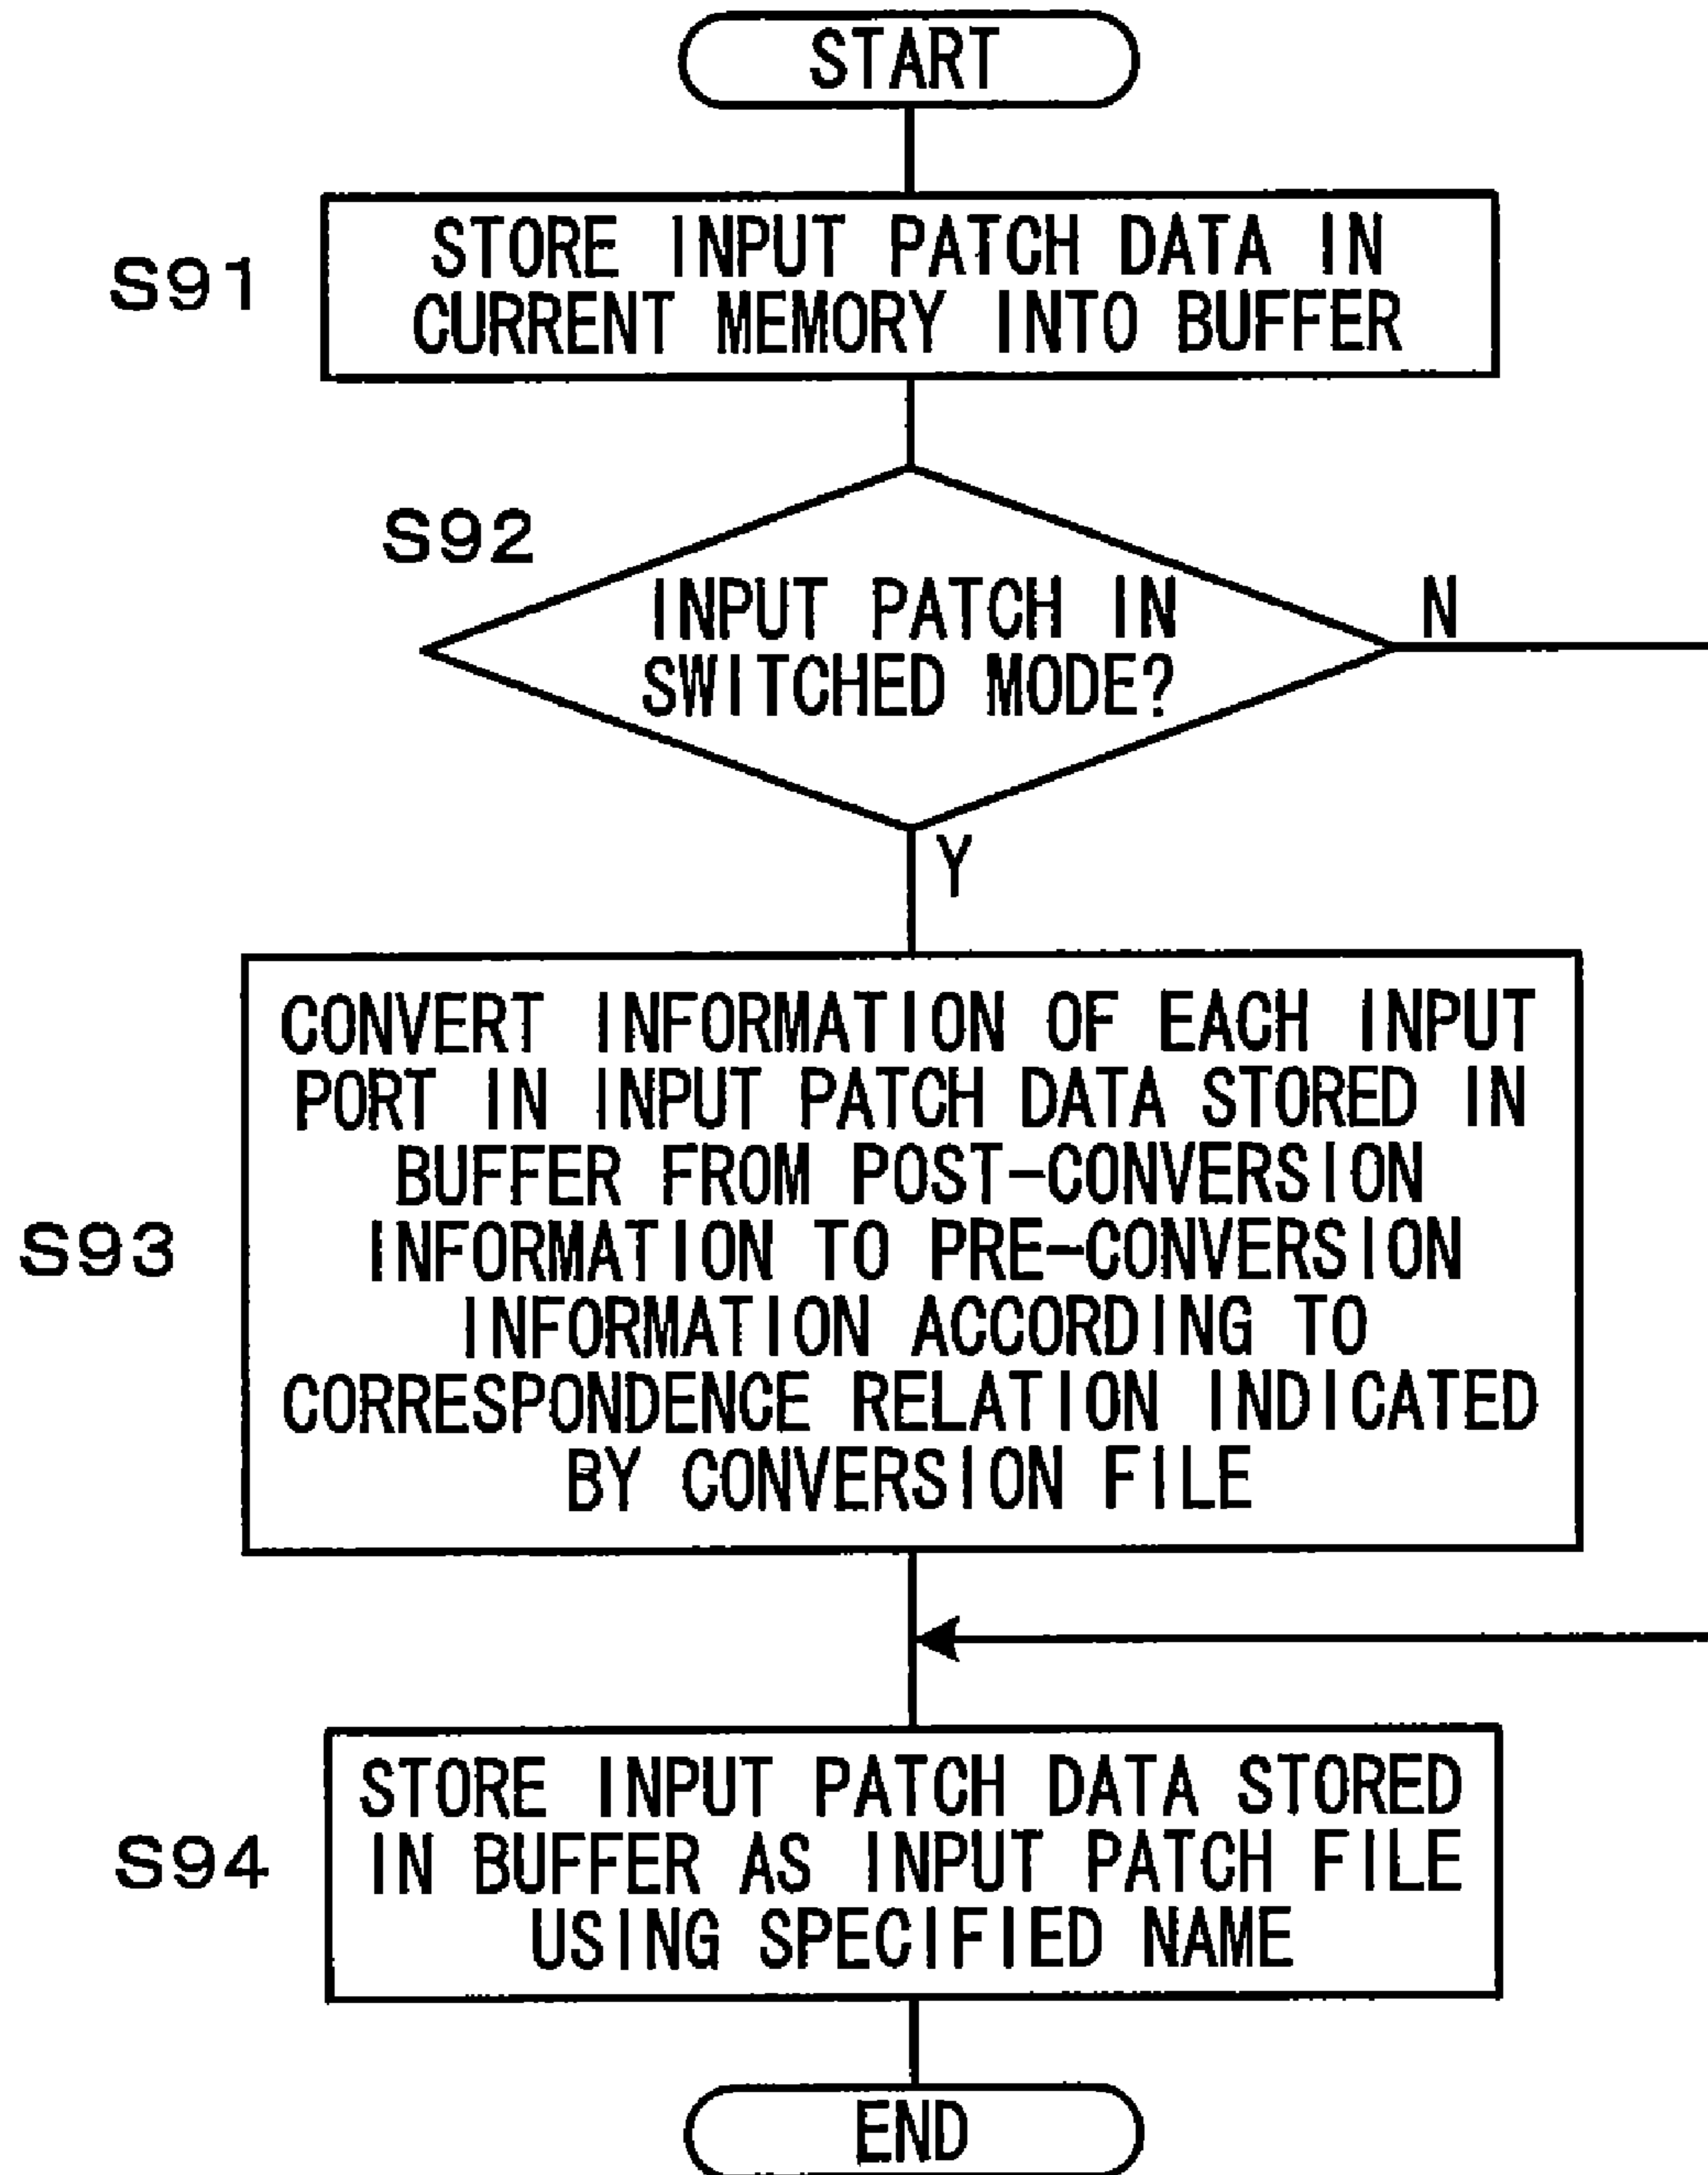 START
S91
STORE INPUT PATCH DATA IN
CURRENT MEMORY INTO BUFFER
S92
INPUT PATCH IN
SWITCHED MODE?
N
Y
S93
CONVERT INFORMATION OF EACH INPUT
PORT IN INPUT PATCH DATA STORED IN
BUFFER FROM POST-CONVERSION
INFORMATION TO PRE-CONVERSION
INFORMATION ACCORDING TO
CORRESPONDENCE RELATION INDICATED
BY CONVERSION FILE
S94
STORE INPUT PATCH DATA STORED
IN BUFFER AS INPUT PATCH FILE
USING SPECIFIED NAME
END